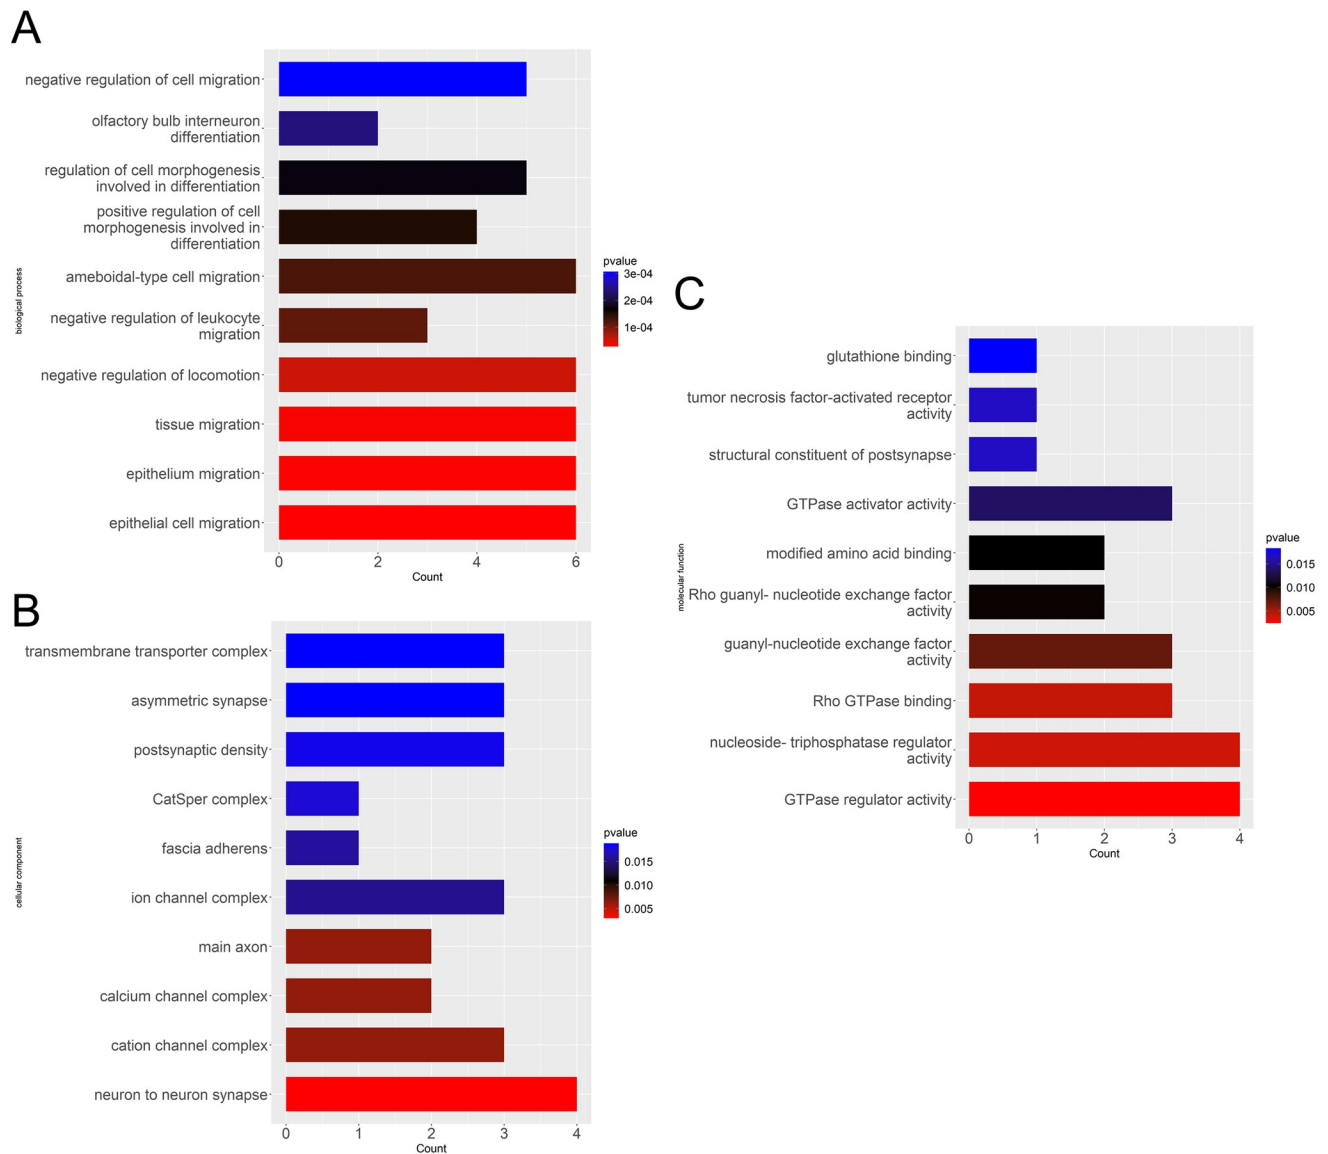 A
negative regulation of cell migration
olfactory bulb interneuron
differentiation
regulation of cell morphogenesis
involved in differentiation
positive regulation of cell
morphogenesis involved in
differentiation
ameboidal-type cell migration
negative regulation of leukocyte
migration
negative regulation of locomotion
tissue migration
epithelium migration
epithelial cell migration
biological process
0 2 4 6
Count
pvalue
3e-04
2e-04
1e-04
B
transmembrane transporter complex
asymmetric synapse
postsynaptic density
CatSper complex
fascia adherens
ion channel complex
main axon
calcium channel complex
cation channel complex
neuron to neuron synapse
cellular component
0 1 2 3 4
Count
pvalue
0.015
0.010
0.005
C
glutathione binding
tumor necrosis factor-activated receptor
activity
structural constituent of postsynapse
GTPase activator activity
modified amino acid binding
Rho guanyl- nucleotide exchange factor
activity
guanyl-nucleotide exchange factor
activity
Rho GTPase binding
nucleoside- triphosphatase regulator
activity
GTPase regulator activity
molecular function
0 1 2 3 4
Count
pvalue
0.015
0.010
0.005